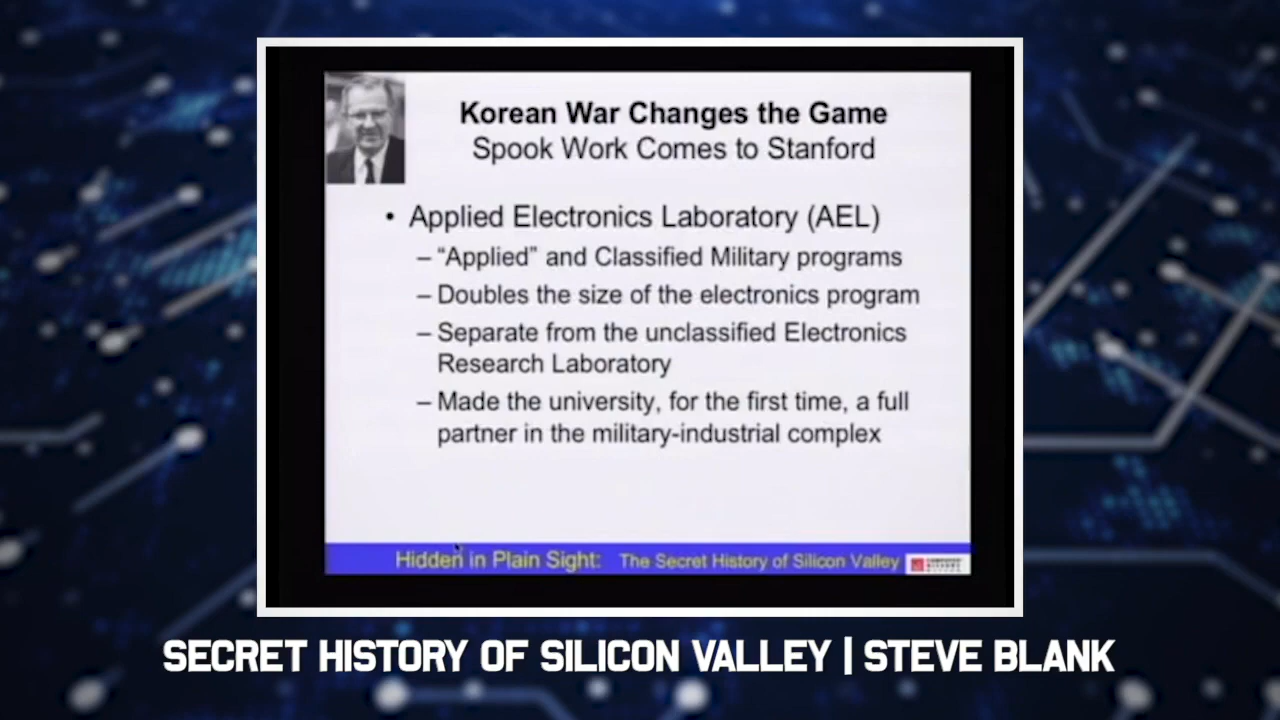 Korean War Changes the Game
Spook Work Comes to Stanford
• Applied Electronics Laboratory (AEL)
– “Applied” and Classified Military programs
– Doubles the size of the electronics program
– Separate from the unclassified Electronics
Research Laboratory
– Made the university, for the first time, a full
partner in the military-industrial complex
Hidden in Plain Sight: The Secret History of Silicon Valley
SECRET HISTORY OF SILICON VALLEY | STEVE BLANK